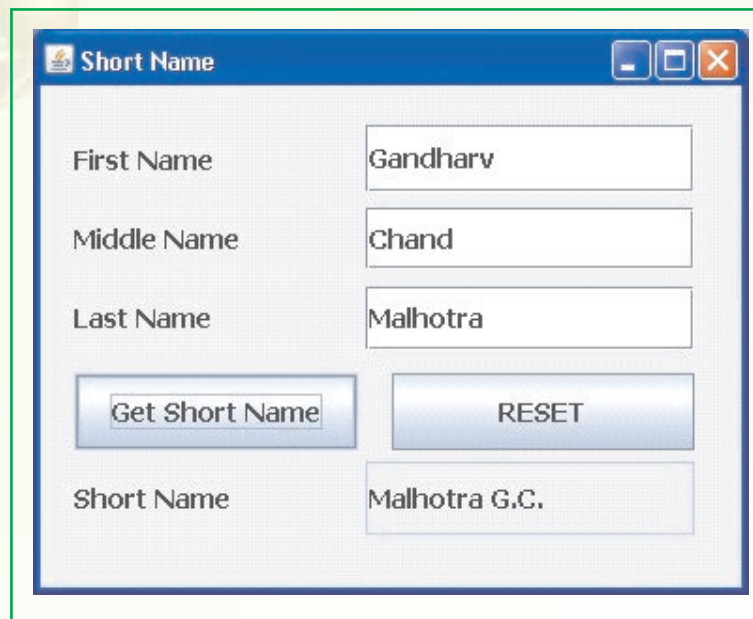 Short Name
First Name Gandharv
Middle Name Chand
Last Name Malhotra
Get Short Name RESET
Short Name Malhotra G.C.